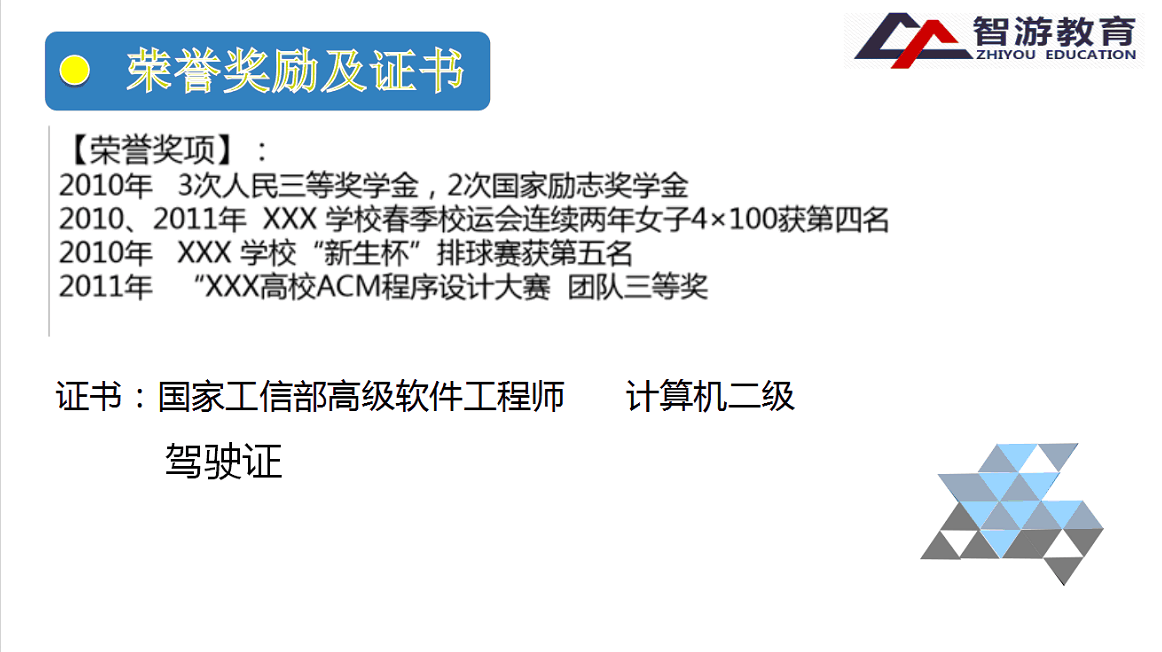 荣誉奖励及证书
智游教育
ZHIYOU EDUCATION
【荣誉奖项】：
2010年 3次人民三等奖学金，2次国家励志奖学金
2010、2011年 XXX 学校春季校运会连续两年女子4×100获第四名
2010年 XXX 学校“新生杯”排球赛获第五名
2011年 “XXX高校ACM程序设计大赛 团队三等奖
证书：国家工信部高级软件工程师 计算机二级
驾驶证